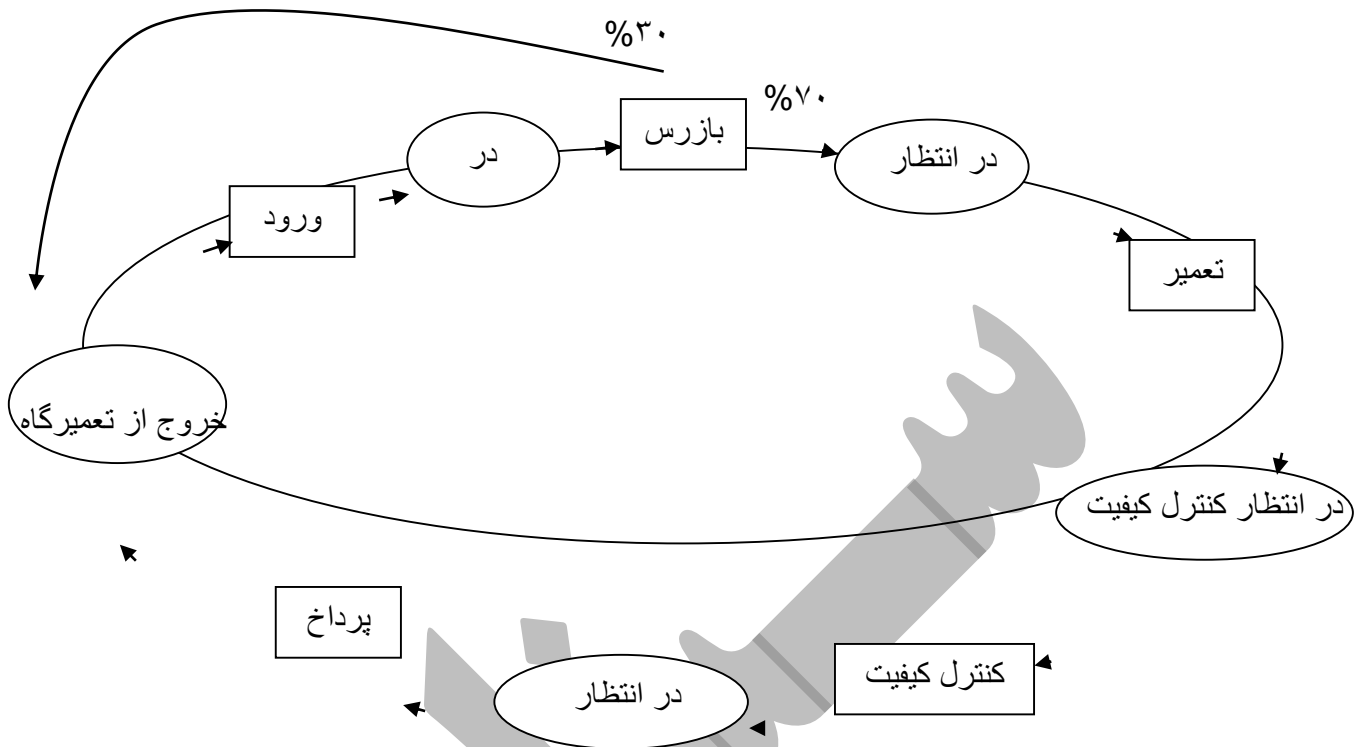 %۳۰
%۷۰
بازرس
در
در انتظار
ورود
تعمیر
خروج از تعمیرگاه
در انتظار کنترل کیفیت
پرداخ
کنترل کیفیت
در انتظار